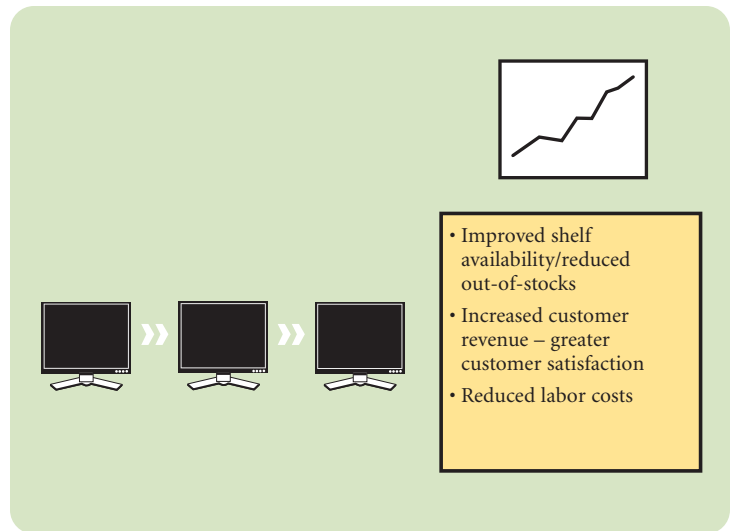 • Improved shelf
availability/reduced
out-of-stocks
• Increased customer
revenue – greater
customer satisfaction
• Reduced labor costs